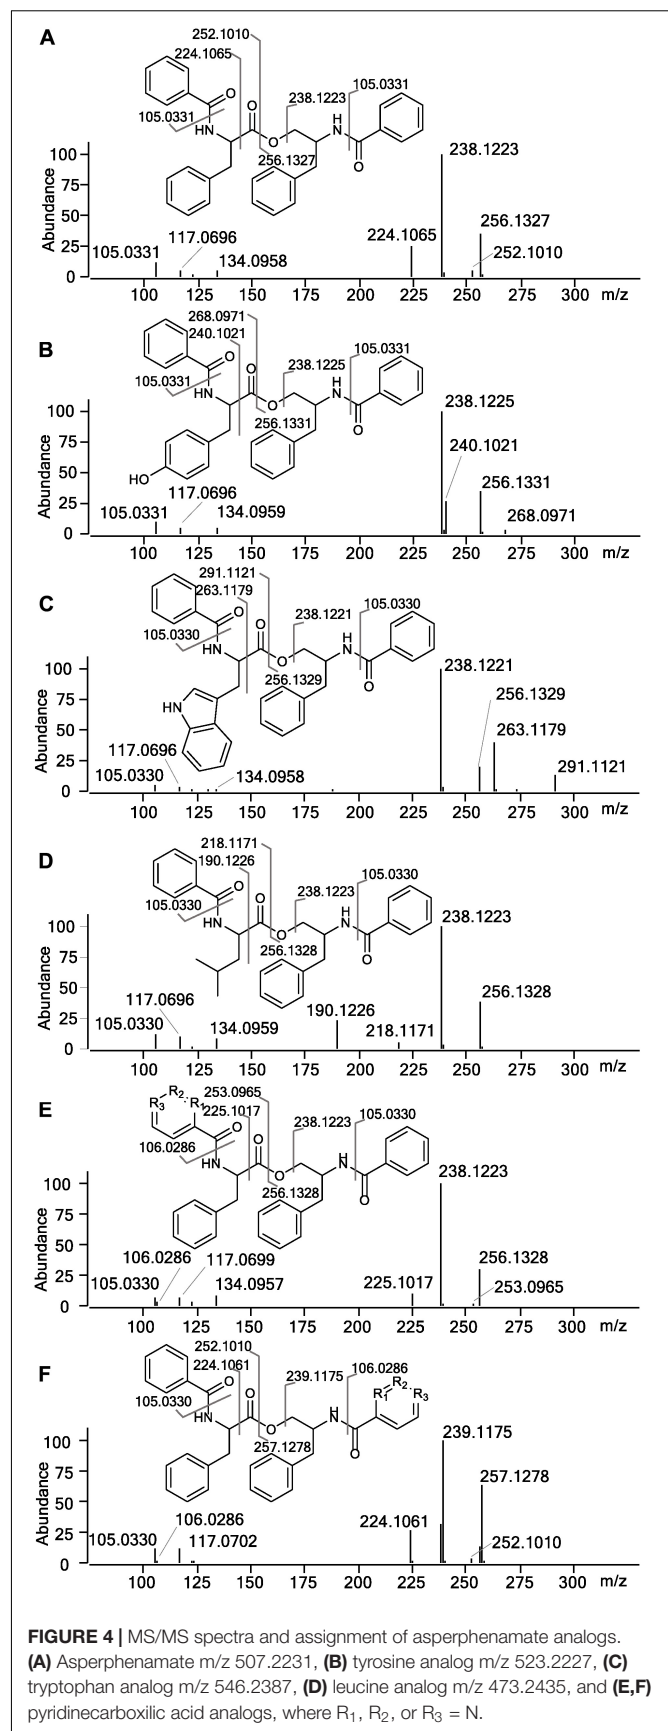 A
252.1010
224.1065
O
105.0331
HN
O
O
238.1223
256.1327
H
N
O
105.0331
Abundance
100
75
50
25
0
105.0331
117.0696
134.0958
224.1065
238.1223
256.1327
252.1010
100 125 150 175 200 225 250 275 300 m/z
B
268.0971
240.1021
O
105.0331
HN
O
O
238.1225
256.1331
H
N
O
105.0331
HO
Abundance
100
75
50
25
0
105.0331
117.0696
134.0959
238.1225
240.1021
256.1331
268.0971
100 125 150 175 200 225 250 275 300 m/z
C
291.1121
263.1179
O
105.0330
HN
O
O
238.1221
256.1329
H
N
O
105.0330
HN
Abundance
100
75
50
25
0
117.0696
105.0330
134.0958
238.1221
256.1329
263.1179
291.1121
100 125 150 175 200 225 250 275 300 m/z
D
218.1171
190.1226
O
105.0330
HN
O
O
238.1223
256.1328
H
N
O
105.0330
Abundance
100
75
50
25
0
117.0696
105.0330
134.0959
190.1226
218.1171
238.1223
256.1328
100 125 150 175 200 225 250 275 300 m/z
E
R2
R3 R1
253.0965
225.1017
O
106.0286
HN
O
O
238.1223
256.1328
H
N
O
105.0330
Abundance
100
75
50
25
0
106.0286
105.0330
117.0699
134.0957
225.1017
238.1223
256.1328
253.0965
100 125 150 175 200 225 250 275 300 m/z
F
252.1010
224.1061
O
105.0330
HN
O
O
239.1175
257.1278
H
N
O
106.0286
R2
R1 R3
Abundance
100
75
50
25
0
105.0330
106.0286
117.0702
224.1061
239.1175
257.1278
252.1010
100 125 150 175 200 225 250 275 300 m/z
FIGURE 4 | MS/MS spectra and assignment of asperphenamate analogs.
(A) Asperphenamate m/z 507.2231, (B) tyrosine analog m/z 523.2227, (C)
tryptophan analog m/z 546.2387, (D) leucine analog m/z 473.2435, and (E,F)
pyridinecarboxilic acid analogs, where R1, R2, or R3 = N.